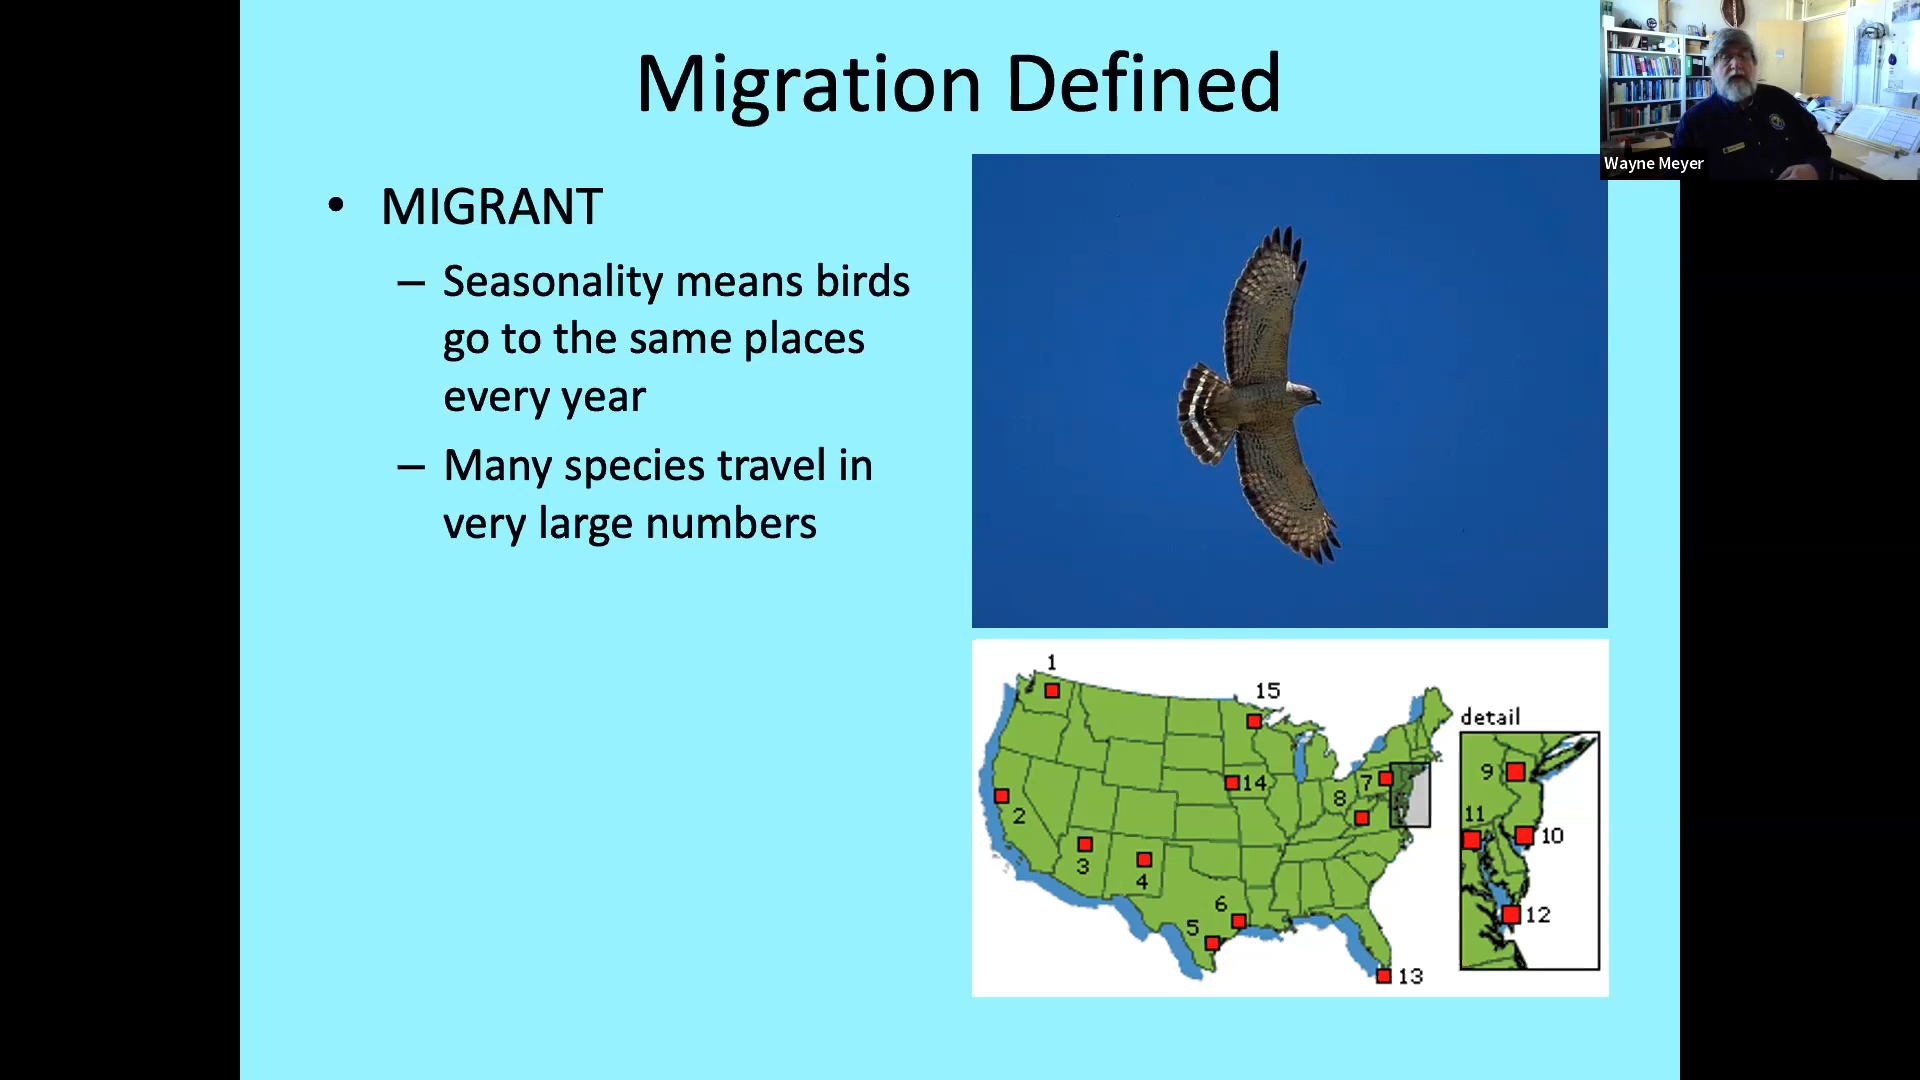 Migration Defined
Wayne Meyer
• MIGRANT
– Seasonality means birds
go to the same places
every year
– Many species travel in
very large numbers
1
15
detail
9
14
7
8
2
11
10
3
4
6
12
5
13